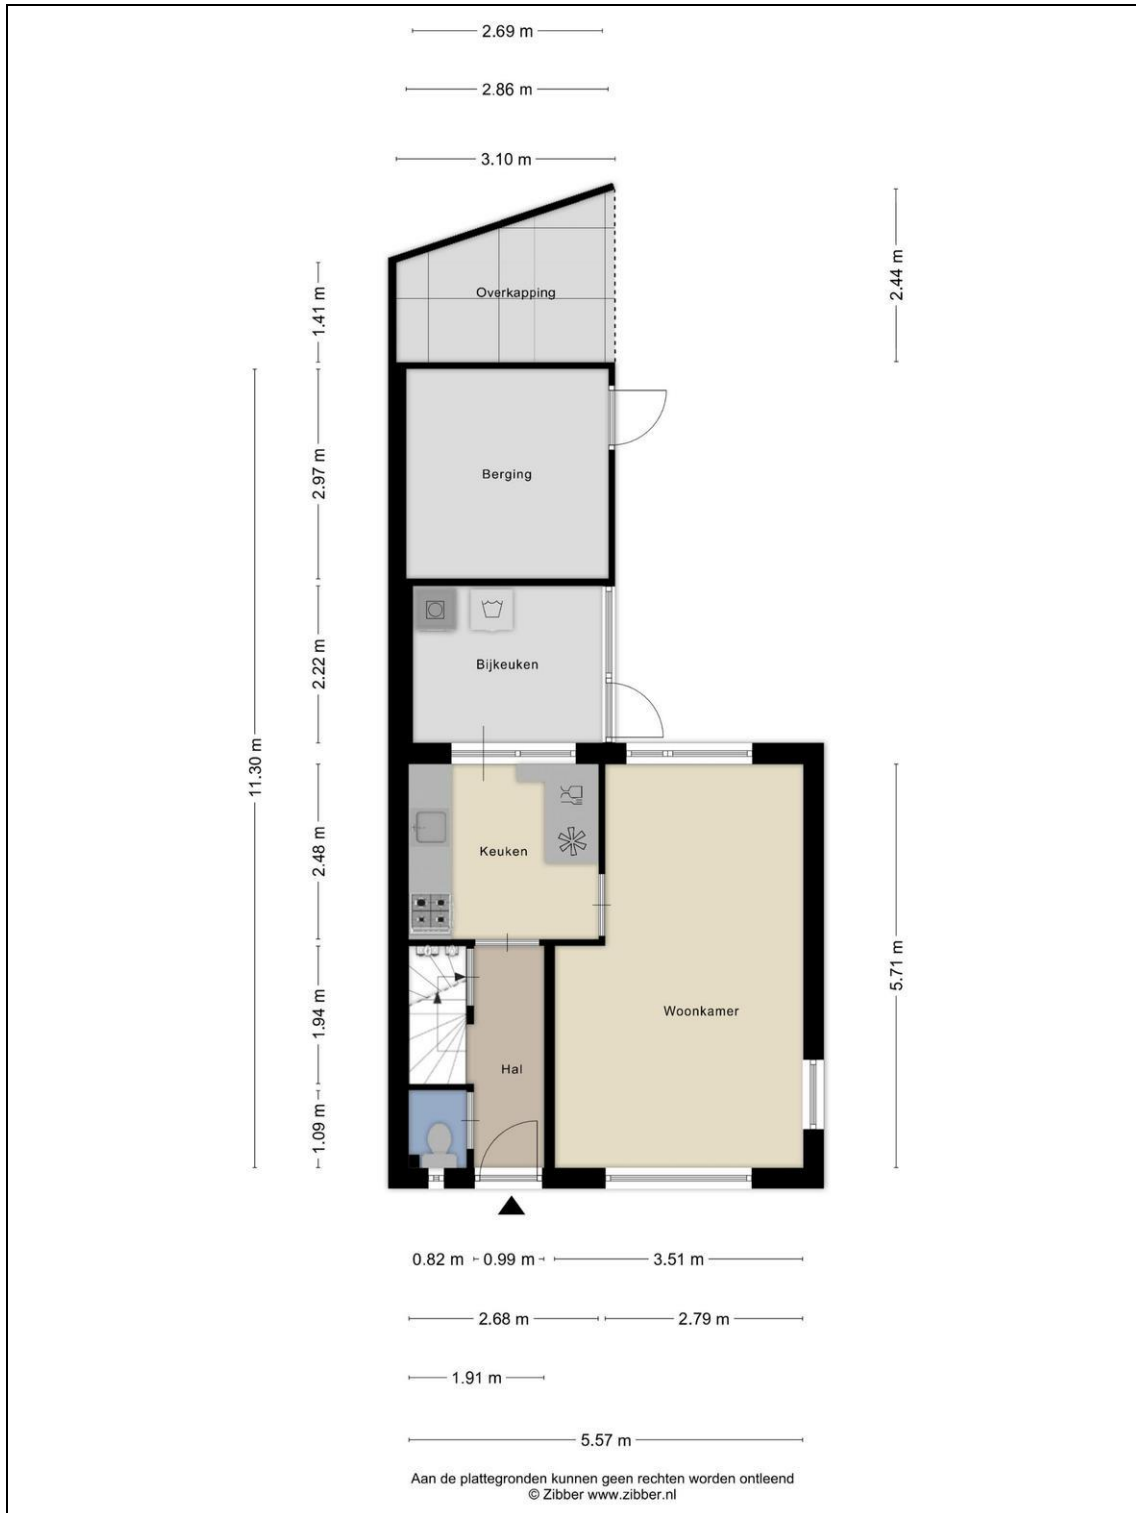 2.69 m
2.86 m
3.10 m
2.44 m
Overkapping
1.41 m
2.97 m
Berging
2.22 m
Bijkeuken
11.30 m
2.48 m
Keuken
5.71 m
1.94 m
Woonkamer
Hal
1.09 m
0.82 m 0.99 m 3.51 m
2.68 m 2.79 m
1.91 m
5.57 m
Aan de plattegronden kunnen geen rechten worden ontleend
© Zibber www.zibber.nl